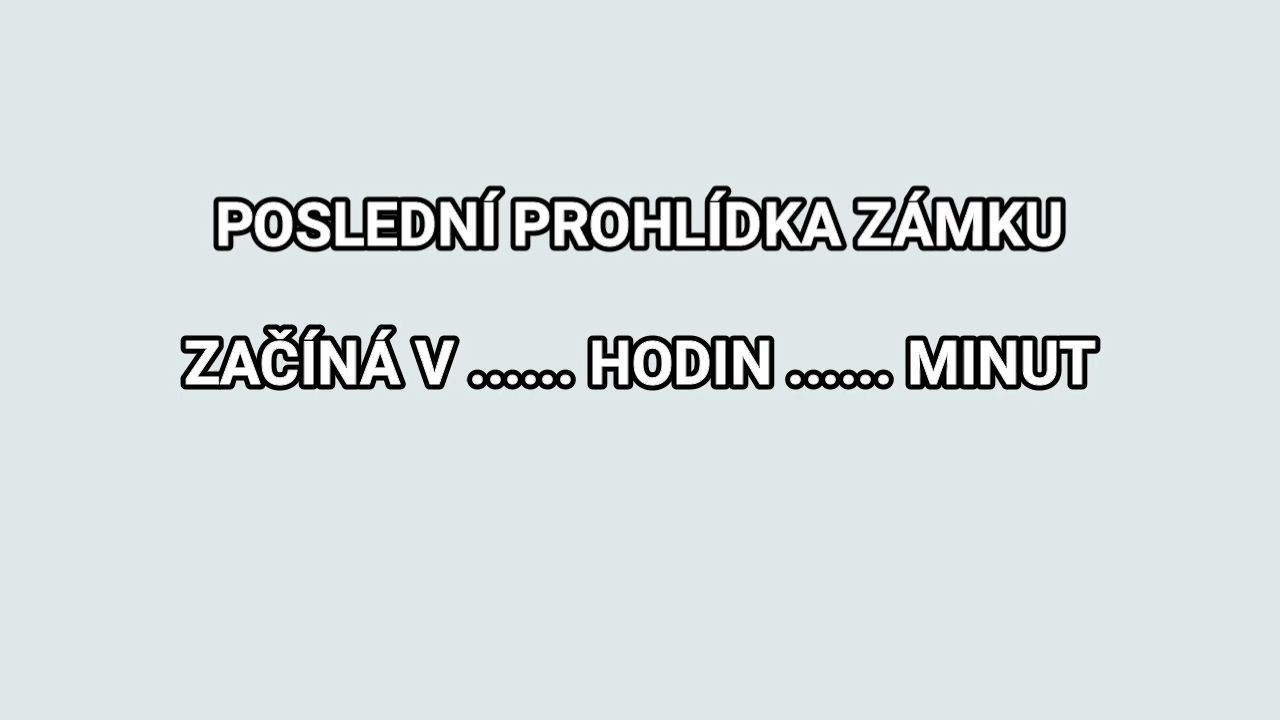 POSLEDNÍ PROHLÍDKA ZÁMKU
ZAČÍNÁ V ...... HODIN ...... MINUT